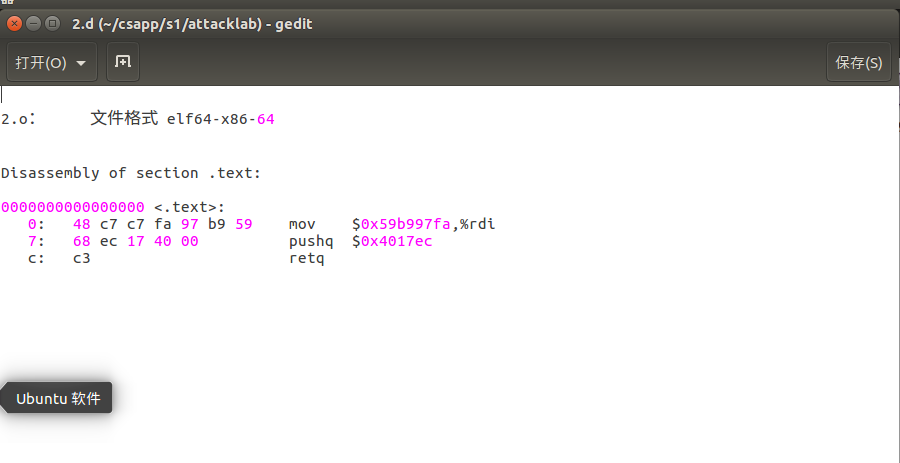 2.d (~/csapp/s1/attacklab) - gedit
打开(O)
保存(S)
2.o： 文件格式 elf64-x86-64
Disassembly of section .text:
0000000000000000 <.text>:
0: 48 c7 c7 fa 97 b9 59 mov $0x59b997fa,%rdi
7: 68 ec 17 40 00 pushq $0x4017ec
c: c3 retq
Ubuntu 软件